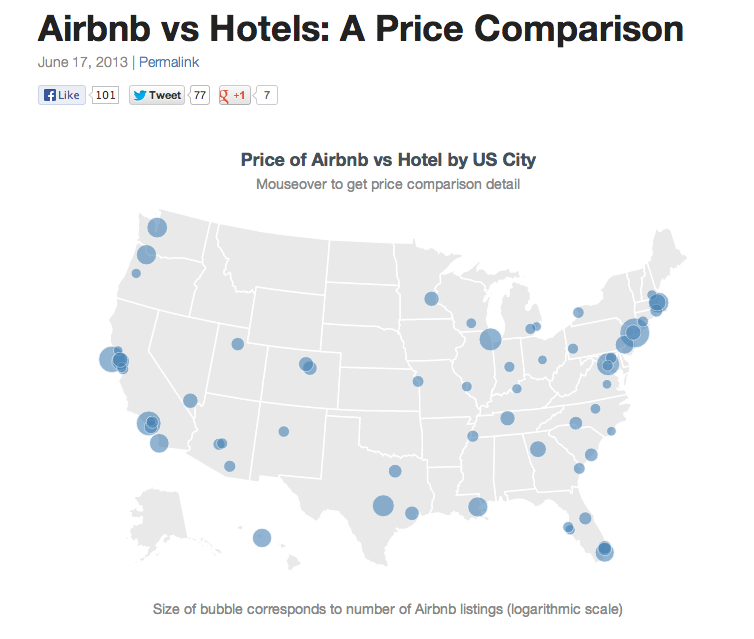 Airbnb vs Hotels: A Price Comparison
June 17, 2013 | Permalink
Like 101 Tweet 77 +1 7
Price of Airbnb vs Hotel by US City
Mouseover to get price comparison detail
Size of bubble corresponds to number of Airbnb listings (logarithmic scale)